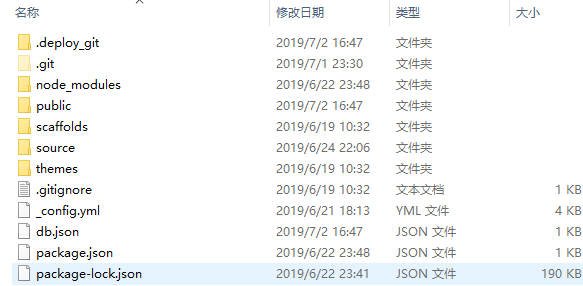 名称 修改日期 类型 大小
.deploy_git 2019/7/2 16:47 文件夹
.git 2019/7/1 23:30 文件夹
node_modules 2019/6/22 23:48 文件夹
public 2019/7/2 16:47 文件夹
scaffolds 2019/6/19 10:32 文件夹
source 2019/6/24 22:06 文件夹
themes 2019/6/19 10:32 文件夹
.gitignore 2019/6/19 10:32 文本文档 1 KB
_config.yml 2019/6/21 18:13 YML 文件 4 KB
db.json 2019/7/2 16:47 JSON 文件 1 KB
package.json 2019/6/22 23:48 JSON 文件 1 KB
package-lock.json 2019/6/22 23:41 JSON 文件 190 KB